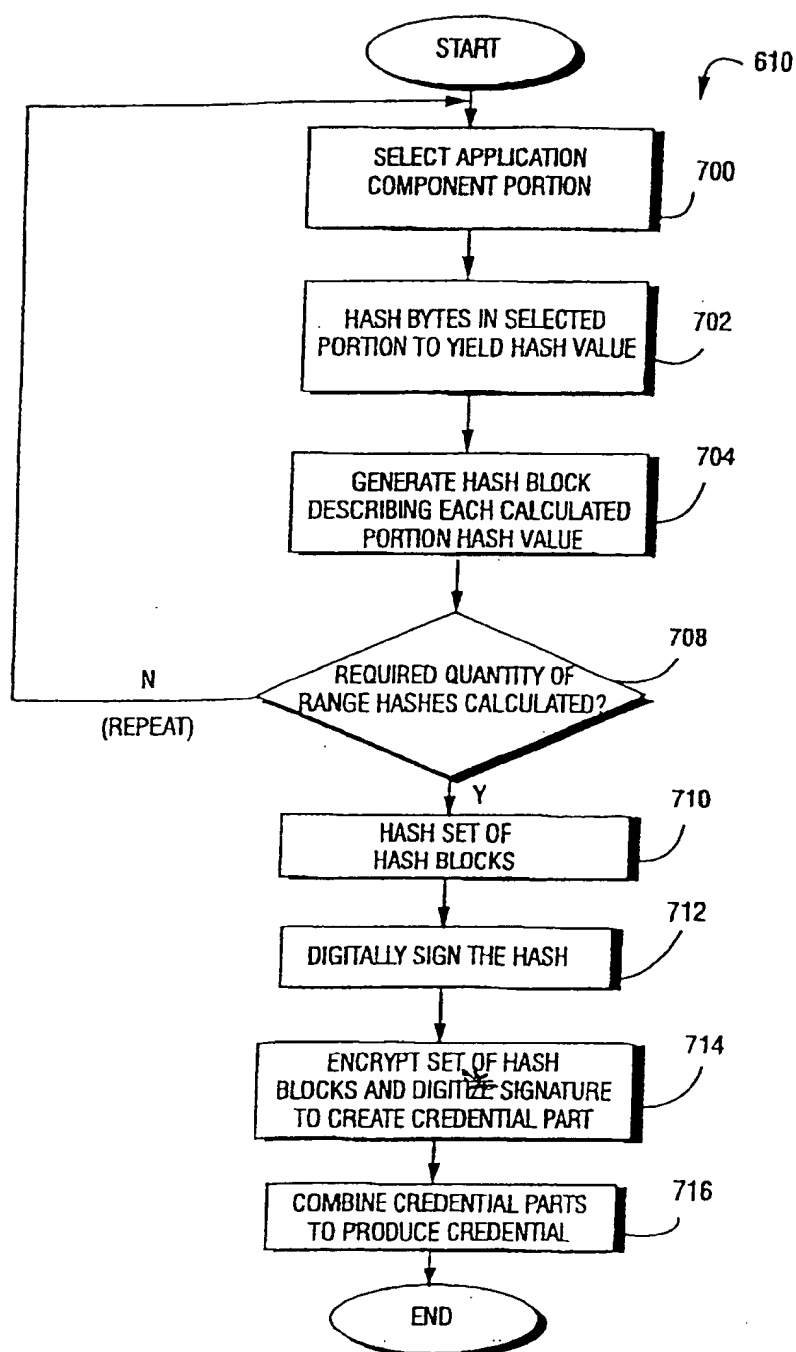 START
610
SELECT APPLICATION
COMPONENT PORTION
700
HASH BYTES IN SELECTED
PORTION TO YIELD HASH VALUE
702
GENERATE HASH BLOCK
DESCRIBING EACH CALCULATED
PORTION HASH VALUE
704
REQUIRED QUANTITY OF
RANGE HASHES CALCULATED?
708
N
(REPEAT)
Y
HASH SET OF
HASH BLOCKS
710
DIGITALLY SIGN THE HASH
712
ENCRYPT SET OF HASH
BLOCKS AND DIGITIZE SIGNATURE
TO CREATE CREDENTIAL PART
714
COMBINE CREDENTIAL PARTS
TO PRODUCE CREDENTIAL
716
END